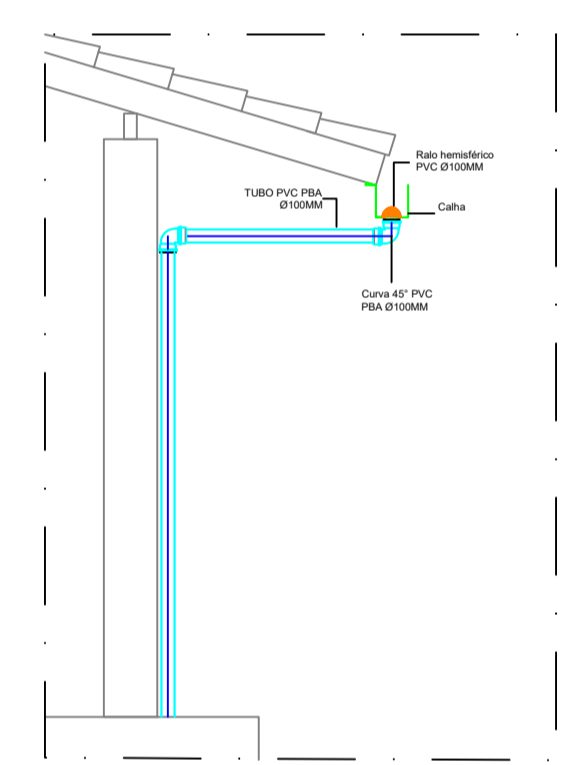 Ralo hemisférico
PVC Ø100MM
TUBO PVC PBA
Ø100MM
Calha
Curva 45° PVC
PBA Ø100MM